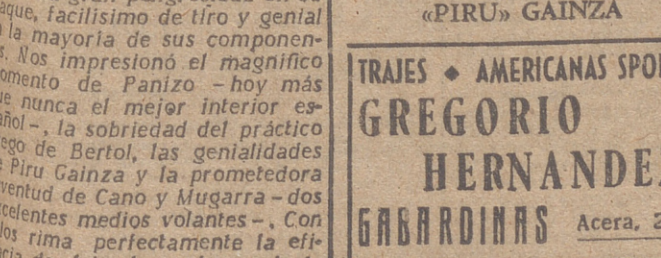 aque, facilisimo de tiro y genial
la mayoría de sus componen-
s. Nos impresionó el magnífico
omento de Panizo -hoy más
ue nunca el mejor interior es-
añol-, la sobriedad del práctico
ego de Bertol, las genialidades
Piru Gainza y la prometedora
ventud de Cano y Mugarra-dos
celentes medios volantes-. Con
los rima perfectamente la efi-
«PIRU» GAINZA
TRAJES ◆ AMERICANAS SPO
GREGORIO
HERNANDE
GABARDINAS Acera, 2